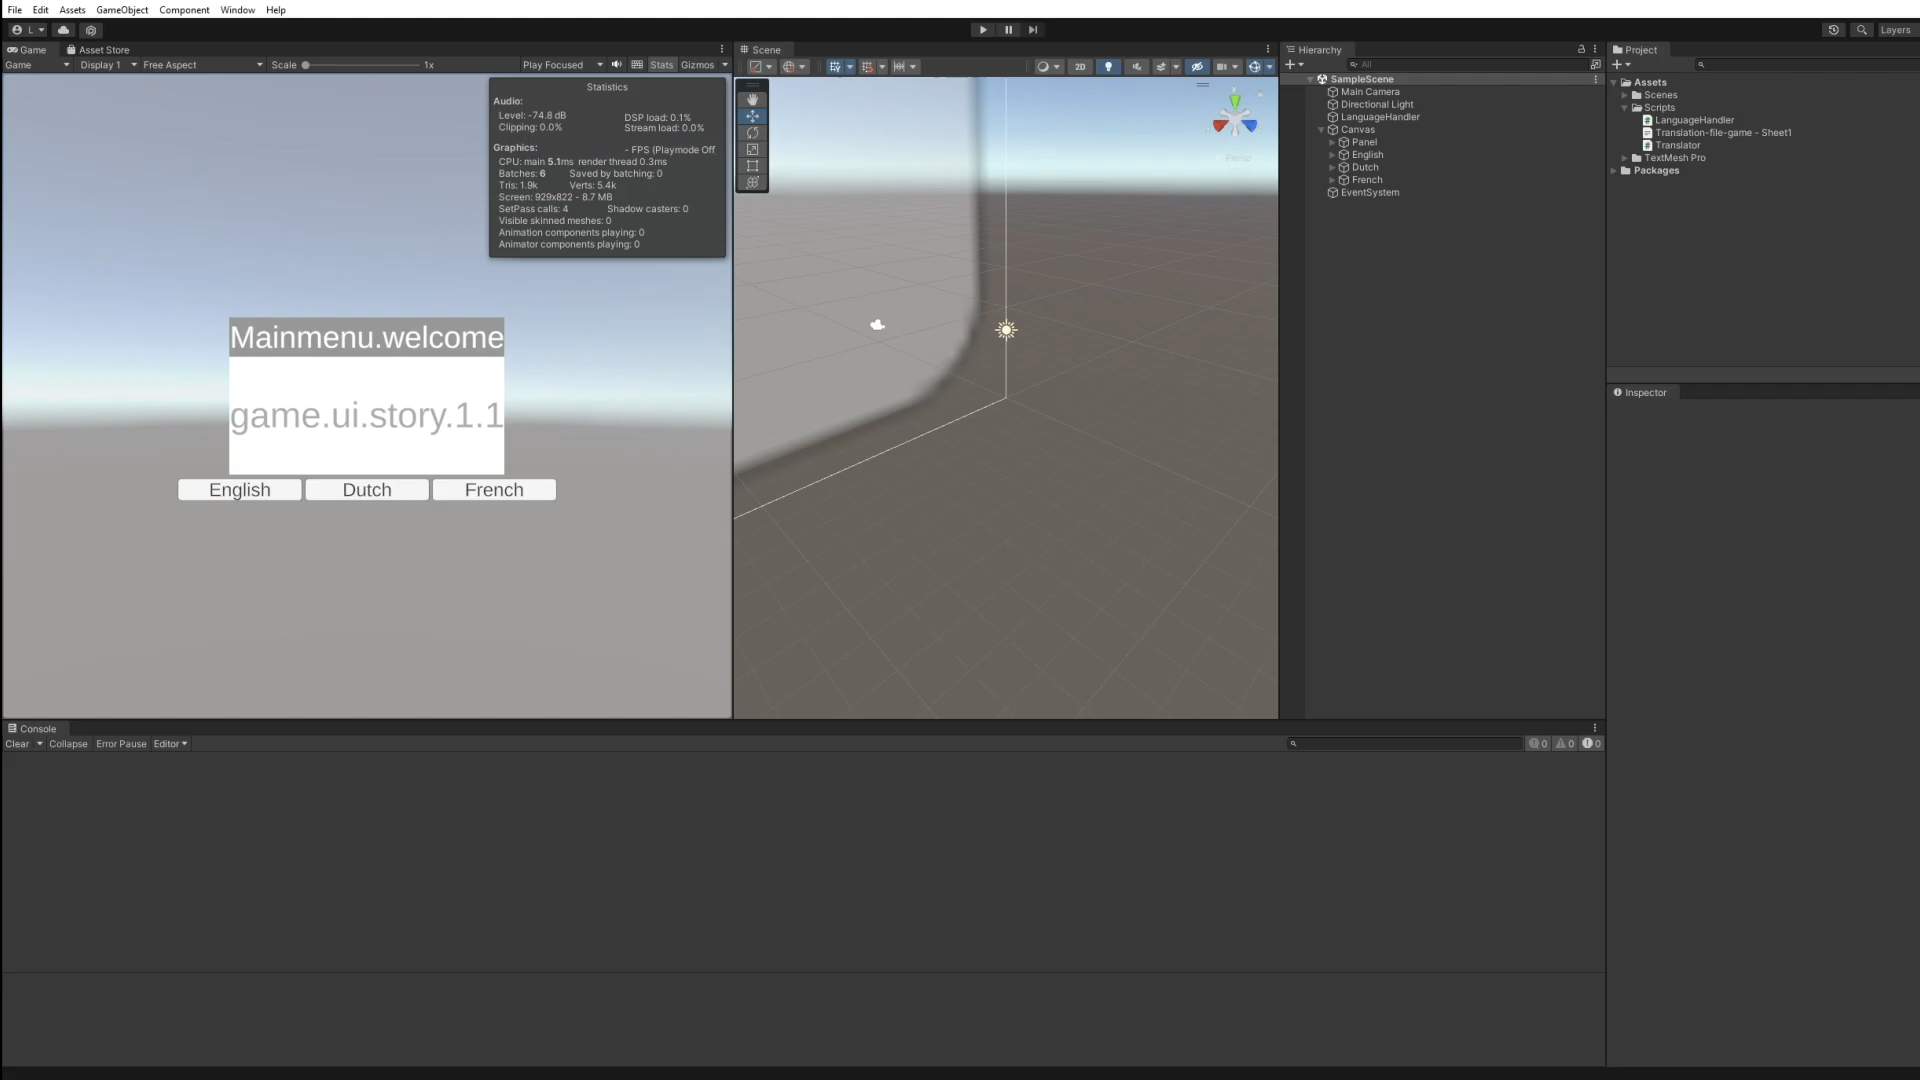 File Edit Assets GameObject Component Window Help
L
Layers
Game Asset Store
Game Display 1 Free Aspect Scale 1x Play Focused Stats Gizmos
Statistics
Audio:
Level: -74.8 dB DSP load: 0.1%
Clipping: 0.0% Stream load: 0.0%
Graphics: - FPS (Playmode Off
CPU: main 5.1ms render thread 0.3ms
Batches: 6 Saved by batching: 0
Tris: 1.9k Verts: 5.4k
Screen: 929x822 - 8.7 MB
SetPass calls: 4 Shadow casters: 0
Visible skinned meshes: 0
Animation components playing: 0
Animator components playing: 0
Mainmenu.welcome
game.ui.story.1.1
English Dutch French
Scene
2D
y
Persp
Hierarchy
All
SampleScene
Main Camera
Directional Light
LanguageHandler
Canvas
Panel
English
Dutch
French
EventSystem
Project
Assets
Scenes
Scripts
LanguageHandler
Translation-file-game - Sheet1
Translator
TextMesh Pro
Packages
Inspector
Console
Clear Collapse Error Pause Editor
0 0 0